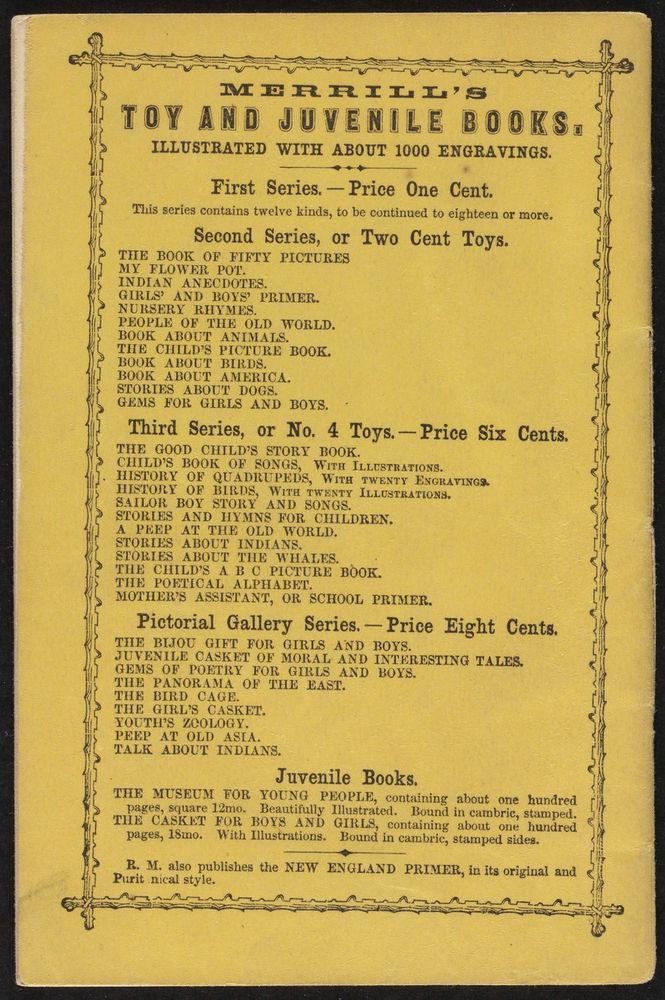 MERRILL'S
TOY AND JUVENILE BOOKS.
ILLUSTRATED WITH ABOUT 1000 ENGRAVINGS.
First Series.—Price One Cent.
This series contains twelve kinds, to be continued to eighteen or more.
Second Series, or Two Cent Toys.
THE BOOK OF FIFTY PICTURES
MY FLOWER POT.
INDIAN ANECDOTES.
GIRLS' AND BOYS' PRIMER.
NURSERY RHYMES.
PEOPLE OF THE OLD WORLD.
BOOK ABOUT ANIMALS.
THE CHILD'S PICTURE BOOK.
BOOK ABOUT BIRDS.
BOOK ABOUT AMERICA.
STORIES ABOUT DOGS.
GEMS FOR GIRLS AND BOYS.
Third Series, or No. 4 Toys.—Price Six Cents.
THE GOOD CHILD'S STORY BOOK.
CHILD'S BOOK OF SONGS, WITH ILLUSTRATIONS.
HISTORY OF QUADRUPEDS, WITH TWENTY ENGRAVINGS.
HISTORY OF BIRDS, WITH TWENTY ILLUSTRATIONS.
SAILOR BOY STORY AND SONGS.
STORIES AND HYMNS FOR CHILDREN.
A PEEP AT THE OLD WORLD.
STORIES ABOUT INDIANS.
STORIES ABOUT THE WHALES.
THE CHILD'S A B C PICTURE BOOK.
THE POETICAL ALPHABET.
MOTHER'S ASSISTANT, OR SCHOOL PRIMER.
Pictorial Gallery Series.—Price Eight Cents.
THE BIJOU GIFT FOR GIRLS AND BOYS.
JUVENILE CASKET OF MORAL AND INTERESTING TALES.
GEMS OF POETRY FOR GIRLS AND BOYS.
THE PANORAMA OF THE EAST.
THE BIRD CAGE.
THE GIRL'S CASKET.
YOUTH'S ZOOLOGY.
PEEP AT OLD ASIA.
TALK ABOUT INDIANS.
Juvenile Books.
THE MUSEUM FOR YOUNG PEOPLE, containing about one hundred
pages, square 12mo. Beautifully Illustrated. Bound in cambric, stamped.
THE CASKET FOR BOYS AND GIRLS, containing about one hundred
pages, 18mo. With Illustrations. Bound in cambric, stamped sides.
R. M. also publishes the NEW ENGLAND PRIMER, in its original and
Purit nical style.